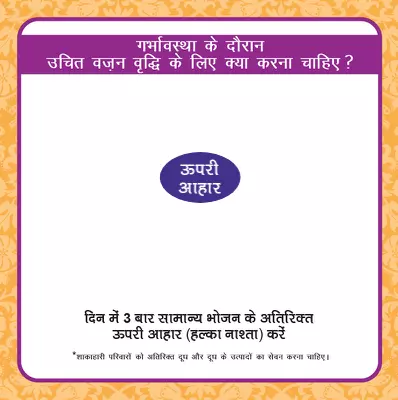 गर्भावस्था के दौरान
उचित वज़न वृद्धि के लिए क्या करना चाहिए?
ऊपरी
आहार
दिन में 3 बार सामान्य भोजन के अतिरिक्त
ऊपरी आहार (हल्का नाश्ता) करें
*शाकाहारी परिवारों को अतिरिक्त दूध और दूध के उत्पादों का सेवन करना चाहिए।